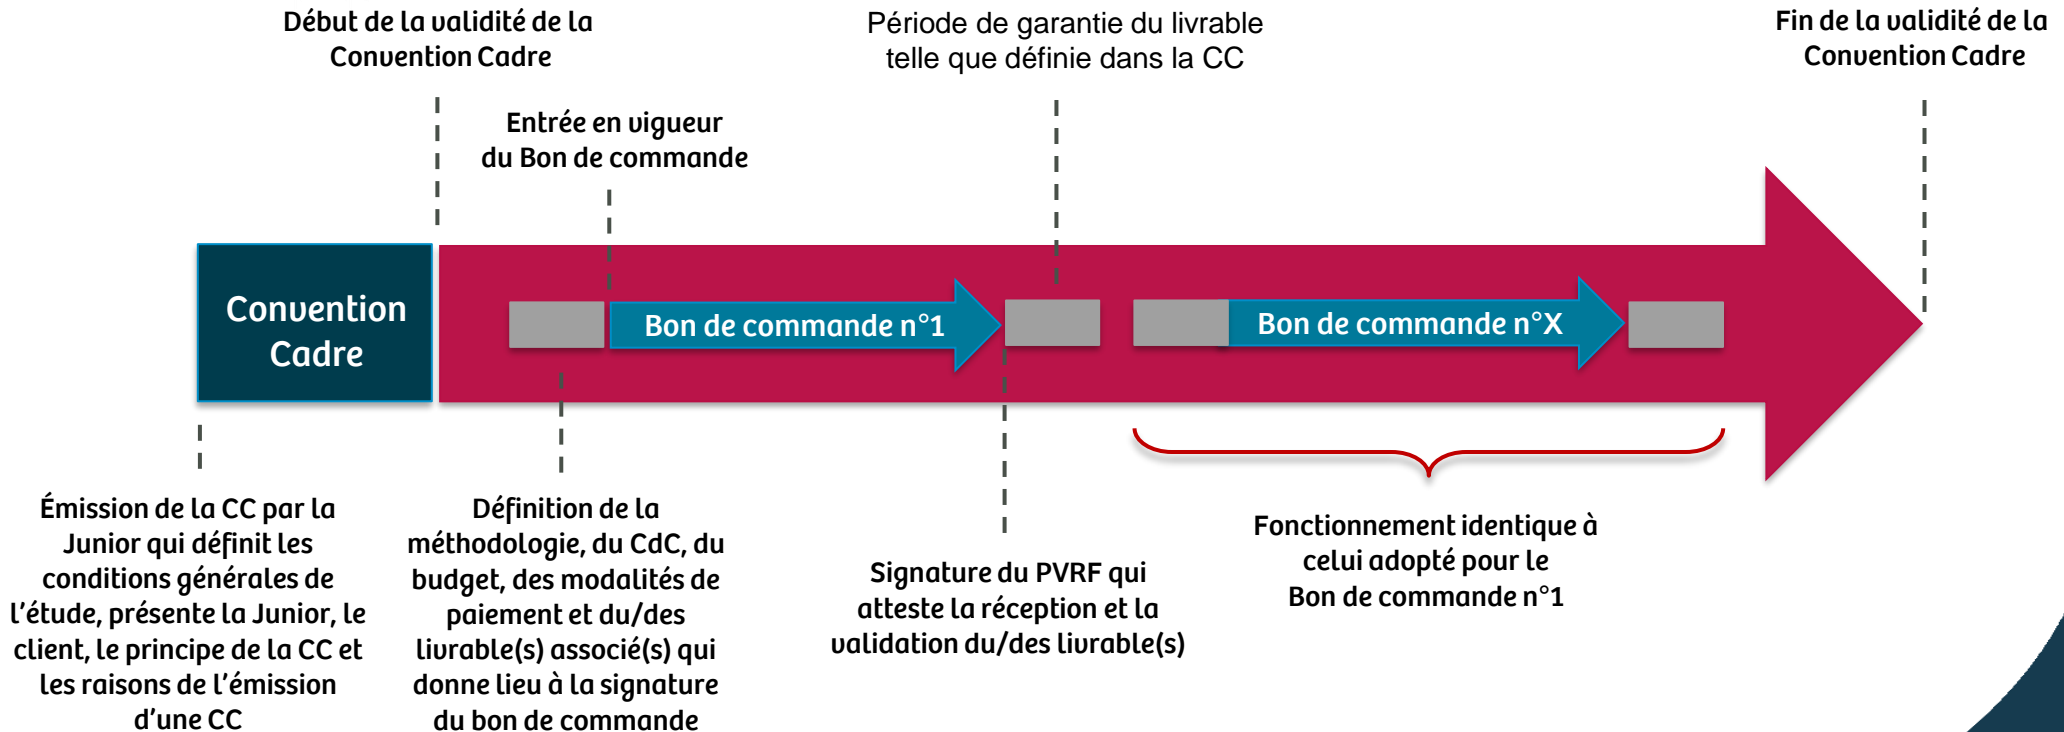 Début de la validité de la
Convention Cadre
Période de garantie du livrable
telle que définie dans la CC
Fin de la validité de la
Convention Cadre
Entrée en vigueur
du Bon de commande
Convention
Cadre
Bon de commande n°1
Bon de commande n°X
Émission de la CC par la
Junior qui définit les
conditions générales de
l'étude, présente la Junior, le
client, le principe de la CC et
les raisons de l'émission
d'une CC
Définition de la
méthodologie, du CdC, du
budget, des modalités de
paiement et du/des
livrable(s) associé(s) qui
donne lieu à la signature
du bon de commande
Signature du PVRF qui
atteste la réception et la
validation du/des livrable(s)
Fonctionnement identique à
celui adopté pour le
Bon de commande n°1